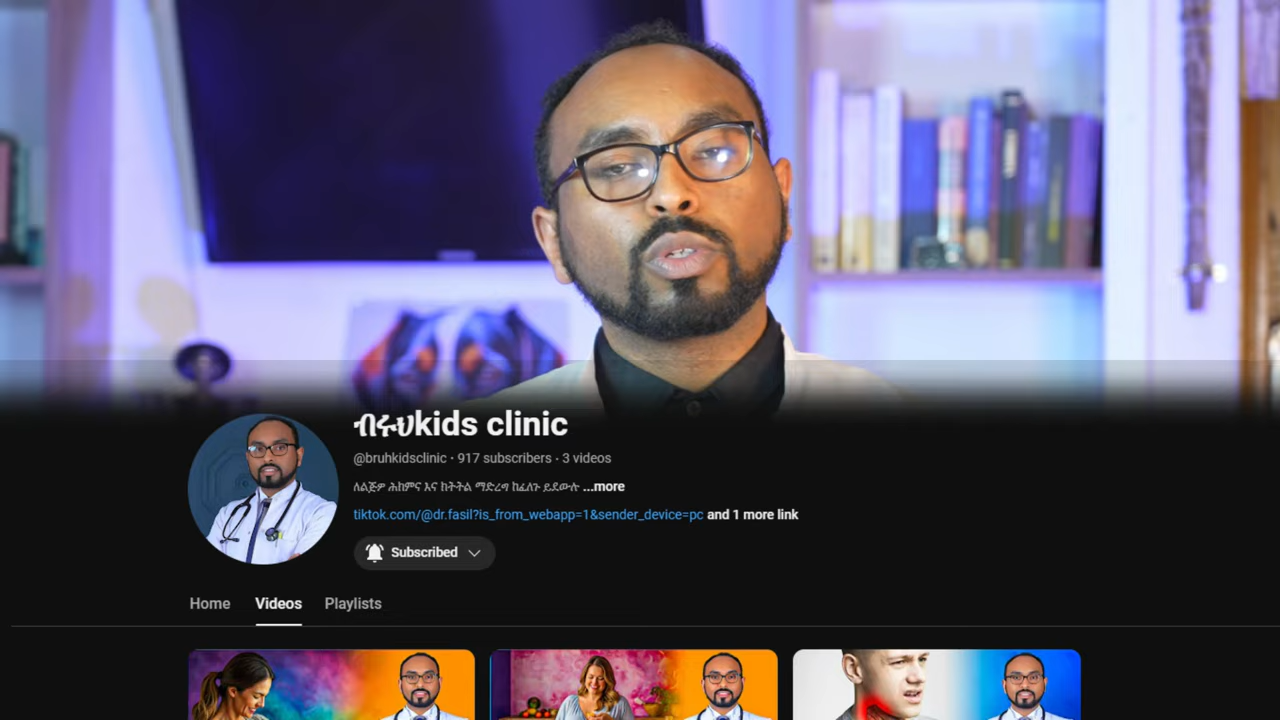 ብሩህkids clinic
@bruhkidsclinic · 917 subscribers · 3 videos
ለልጅዎ ሕክምና እና ክትትል ማድረግ ከፈለጉ ይደውሉ ...more
tiktok.com/@dr.fasil?is_from_webapp=1&sender_device=pc and 1 more link
Subscribed
Home Videos Playlists